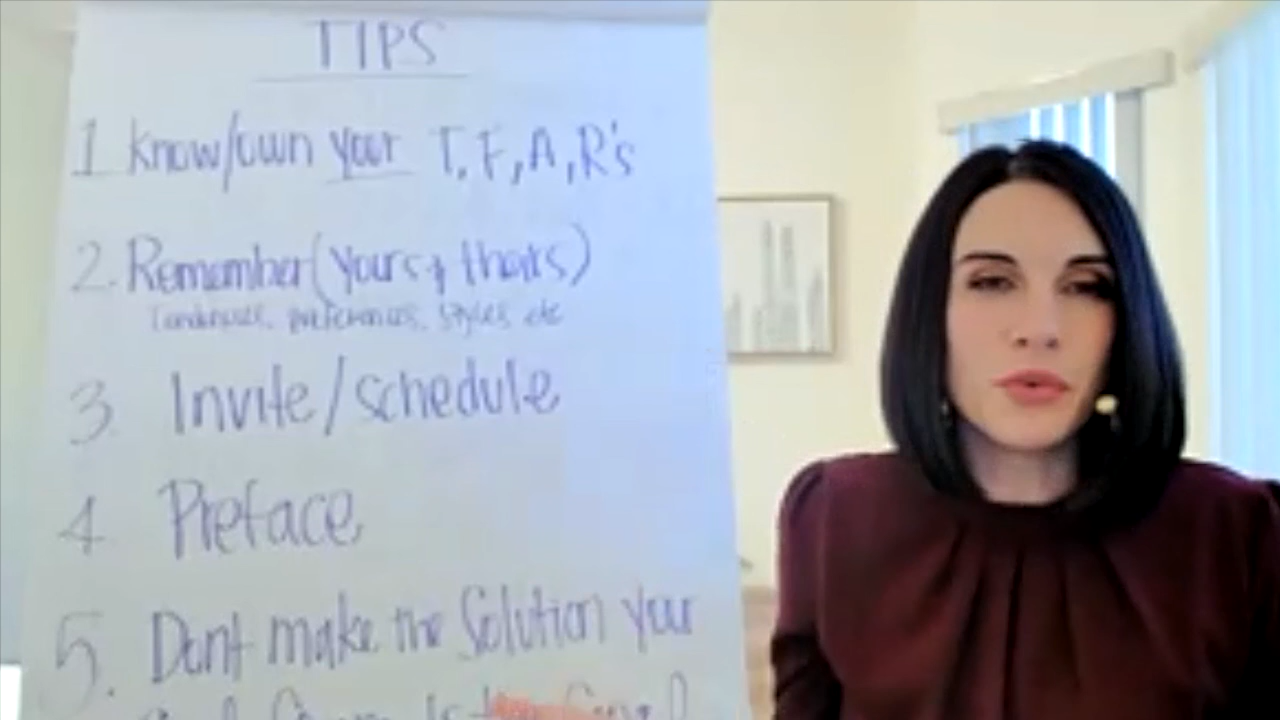 TIPS
1 Know/own your T, F, A, R's
2. Remember (yours & theirs)
tendencies, preferences, styles, etc
3. Invite/schedule
4. Preface
5. Dont make the Solution your